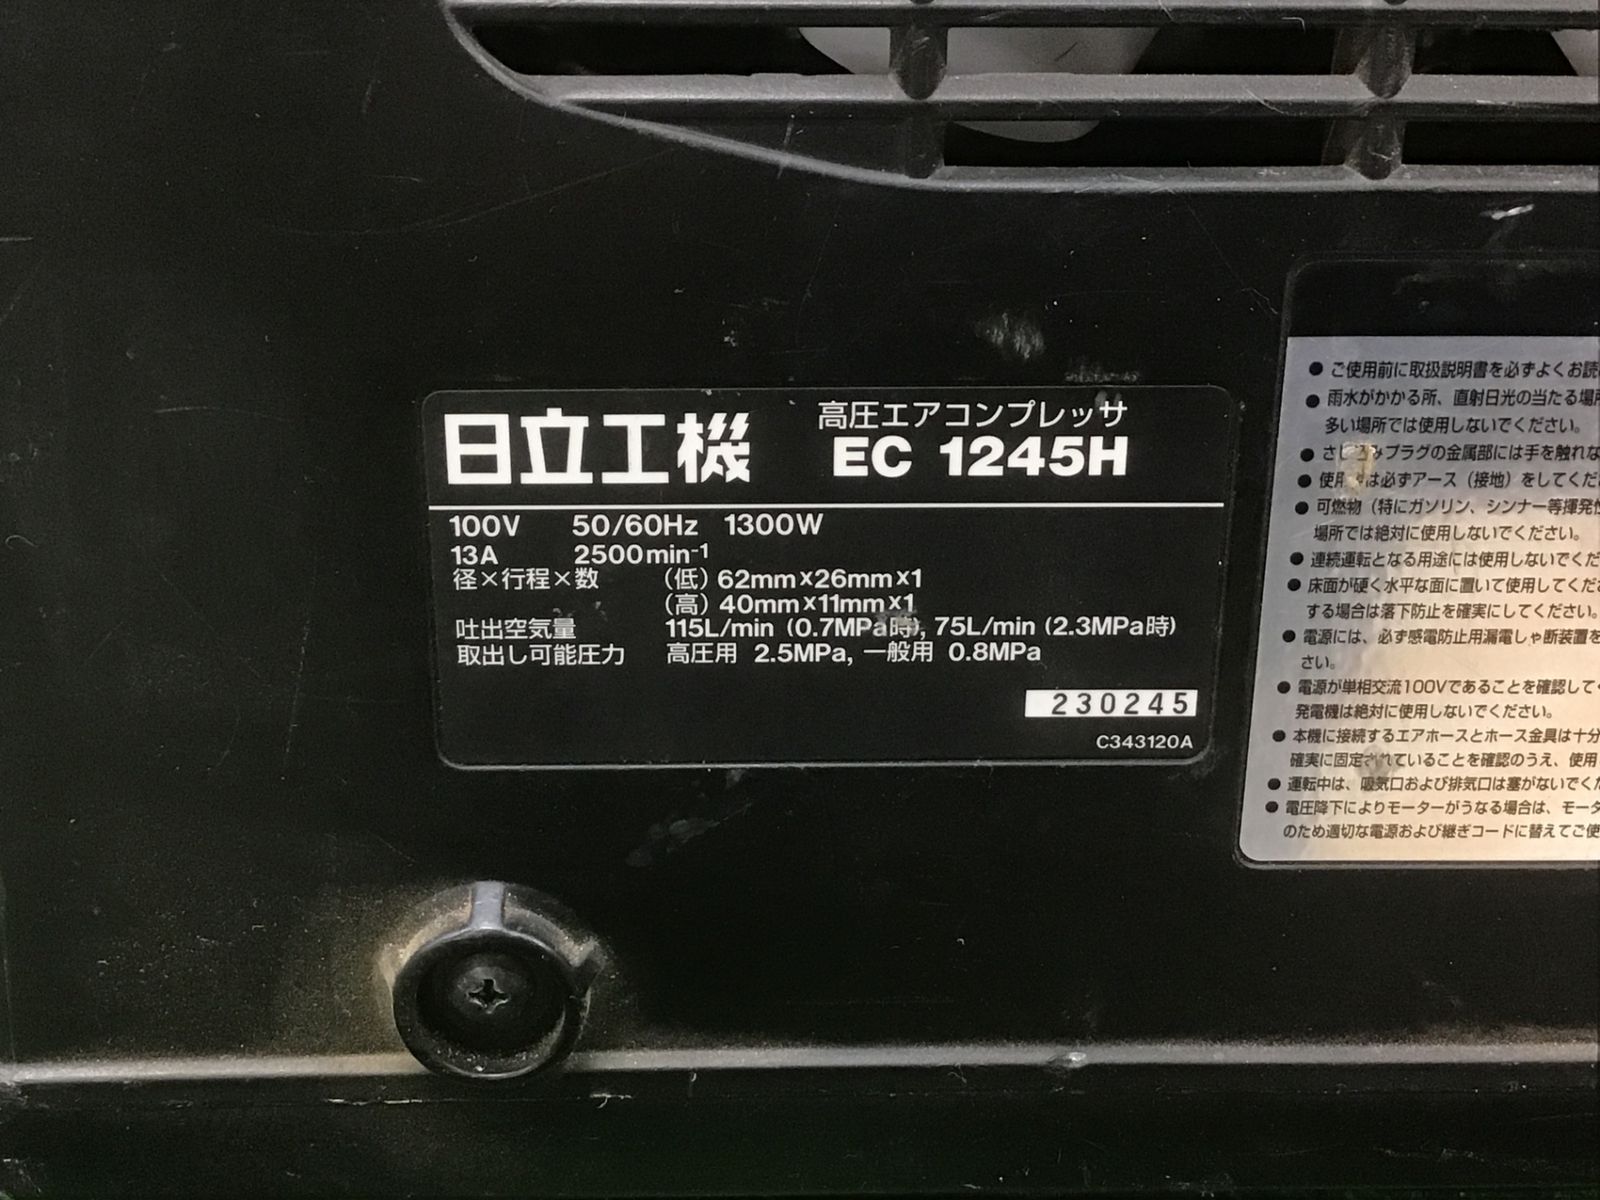 日立工機
高圧エアコンプレッサ
EC 1245H
100V 50/60Hz 1300W
13A 2500min-1
径×行程×数 (低) 62mm×26mm×1
(高) 40mm×11mm×1
吐出空気量 115L/min (0.7MPa時), 75L/min (2.3MPa時)
取出し可能圧力 高圧用 2.5MPa, 一般用 0.8MPa
230245
C343120A
●ご使用前に取扱説明書を必ずよくお読
●雨水がかかる所、直射日光の当たる場所
多い場所では使用しないでください。
●さし込みプラグの金属部には手を触れな
●使用 は必ずアース（接地）をしてくだ
●可燃物（特にガソリン、シンナー等揮発性
場所では絶対に使用しないでください。
●連続運転となる用途には使用しないでくだ
●床面が硬く水平な面に置いて使用してくださ
する場合は落下防止を確実にしてください。
●電源には、必ず感電防止用漏電しゃ断装置を
さい。
●電源が単相交流100Vであることを確認して
発電機は絶対に使用しないでください。
●本機に接続するエアホースとホース金具は十分
確実に固定されていることを確認のうえ、使用
●運転中は、吸気口および排気口は塞がないでく
●電圧降下によりモーターがうなる場合は、モータ
のため適切な電源および継ぎコードに替えてご使